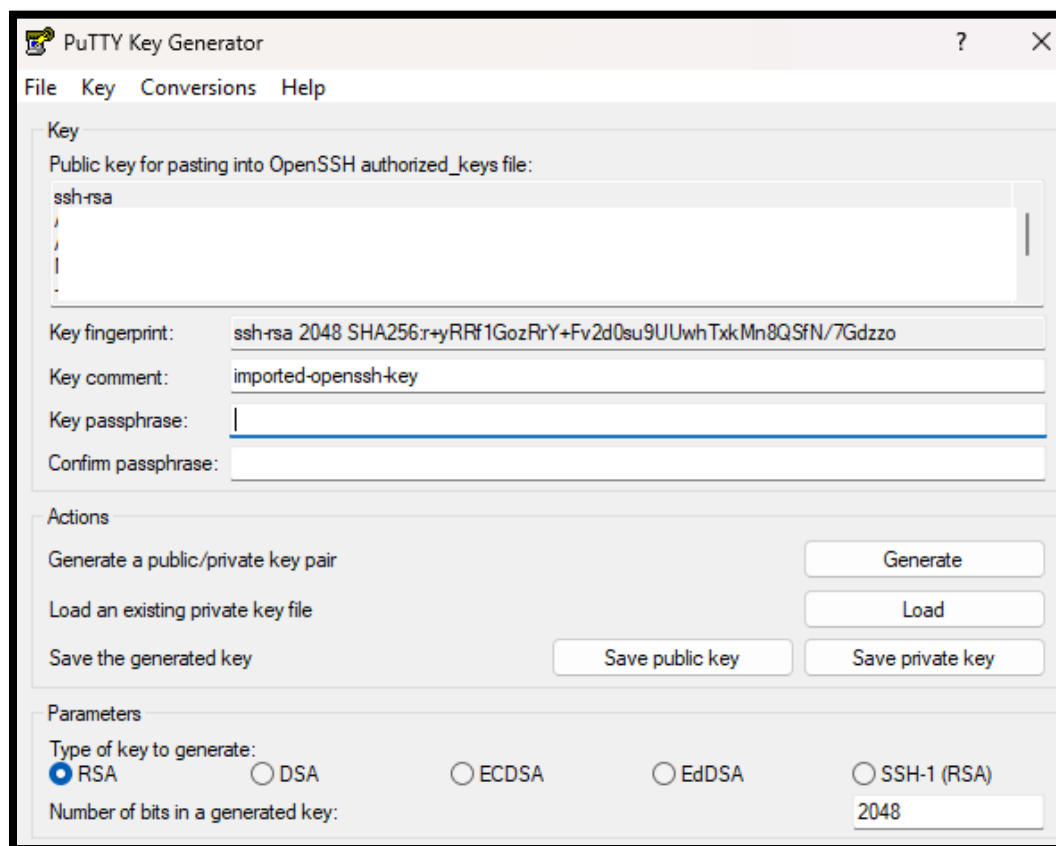 PuTTY Key Generator ?
File Key Conversions Help
Key
Public key for pasting into OpenSSH authorized_keys file:
ssh-rsa
Key fingerprint: ssh-rsa 2048 SHA256:r+yRRf1GozRrY+Fv2d0su9UUwhTxkMn8QSfN/7Gdzzo
Key comment: imported-openssh-key
Key passphrase:
Confirm passphrase:
Actions
Generate a public/private key pair Generate
Load an existing private key file Load
Save the generated key Save public key Save private key
Parameters
Type of key to generate:
RSA DSA ECDSA EdDSA SSH-1 (RSA)
Number of bits in a generated key: 2048